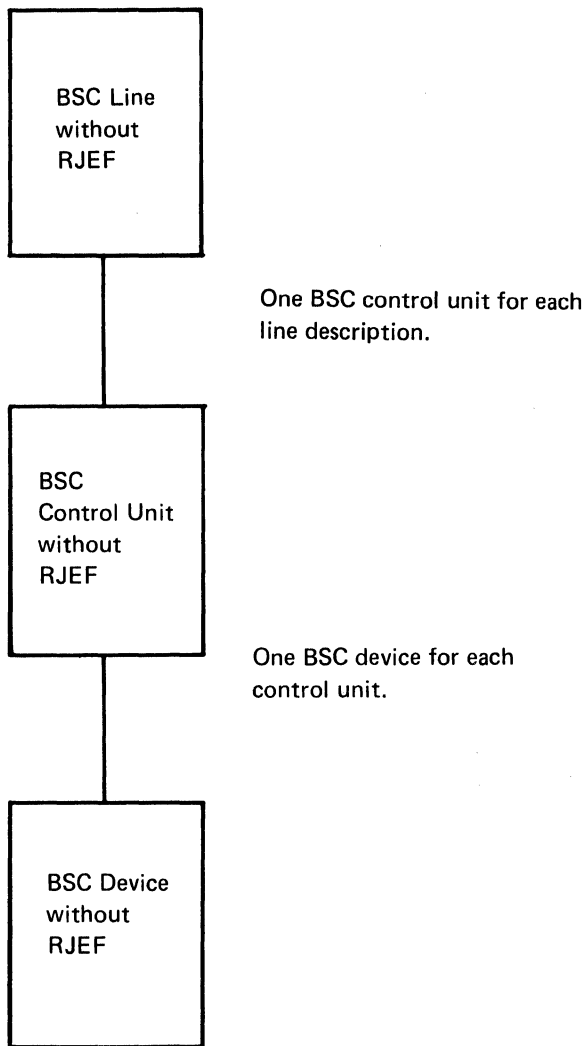 BSC Line
without
RJEF
One BSC control unit for each
line description.
BSC
Control Unit
without
RJEF
One BSC device for each
control unit.
BSC Device
without
RJEF